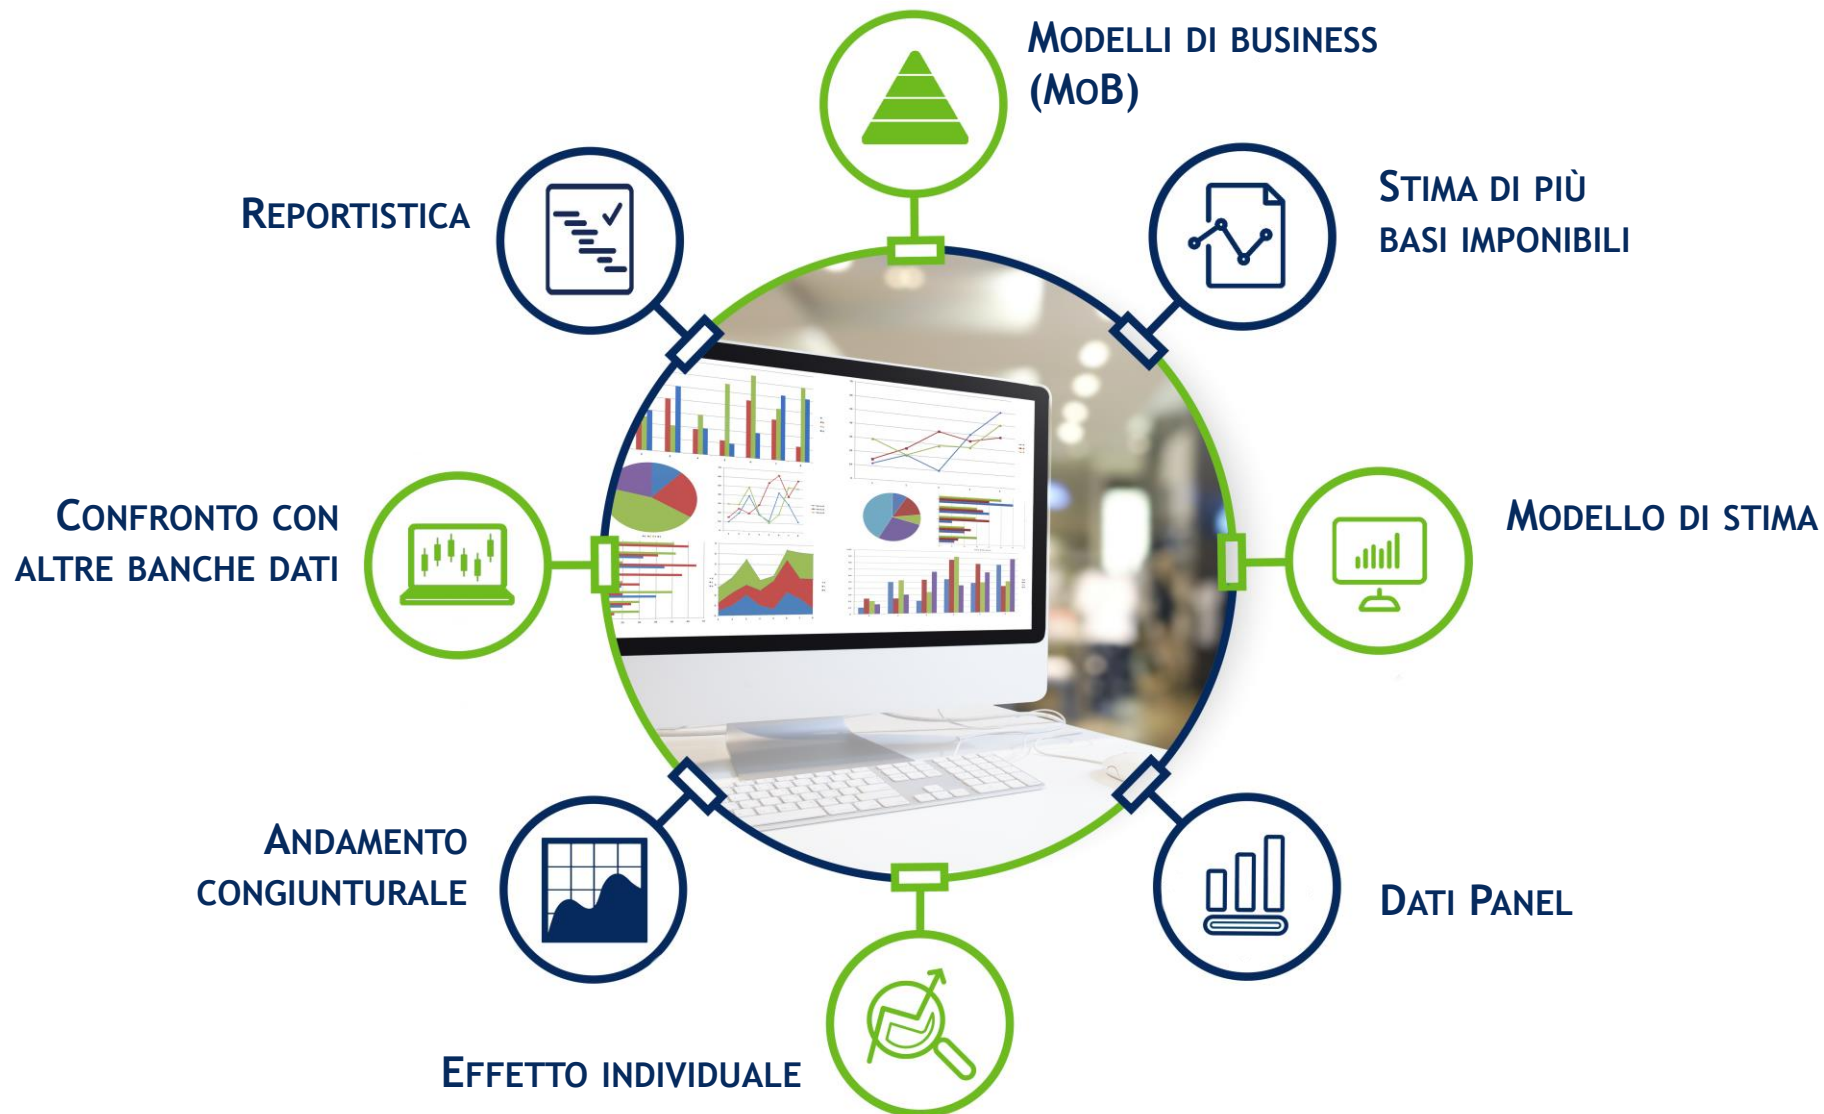 Modelli di business
(MoB)
Stima di più
basi imponibili
Modello di stima
Dati Panel
Effetto individuale
Andamento
congiunturale
Confronto con
altre banche dati
Reportistica